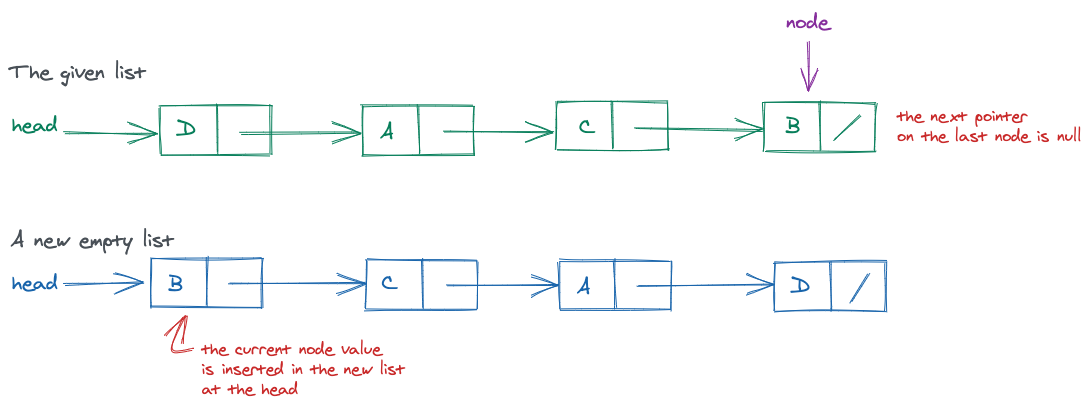 node
The given list
head
D
A
C
B
the next pointer
on the last node is null
A new empty list
head
B
C
A
D
the current node value
is inserted in the new list
at the head